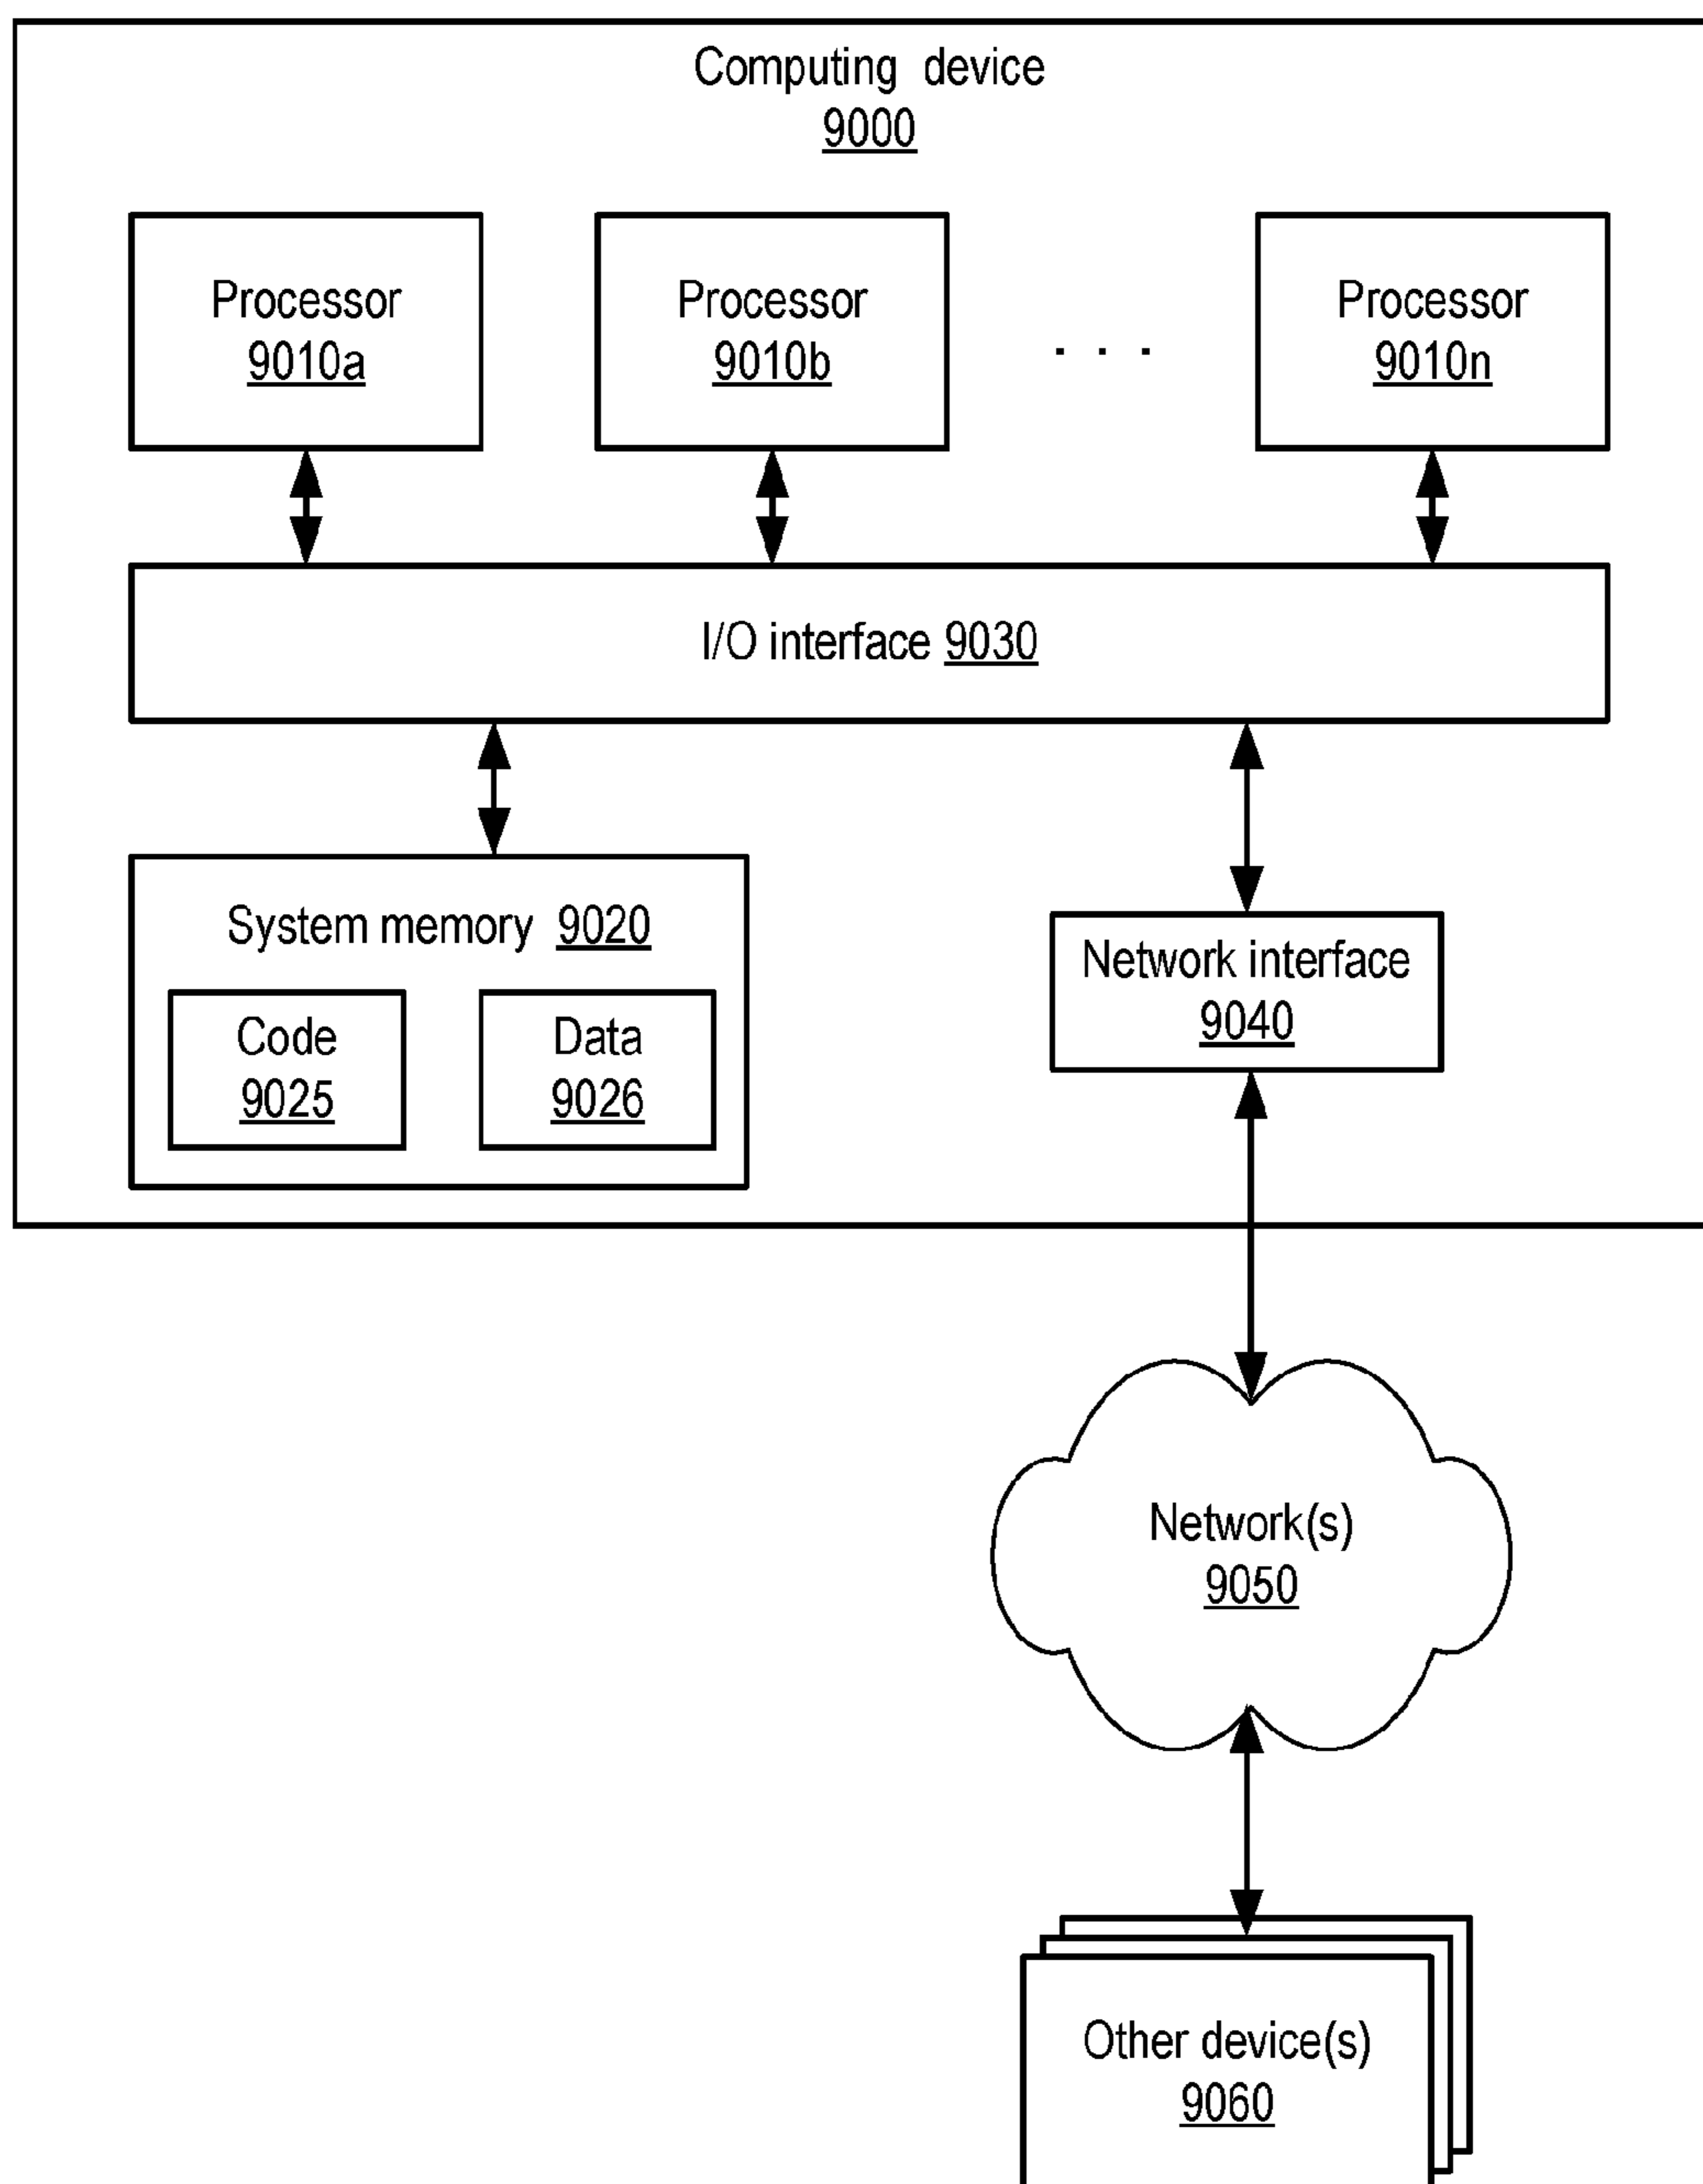 Computing device
9000
Processor
9010a
Processor
9010b
. . .
Processor
9010n
I/O interface 9030
System memory 9020
Code
9025
Data
9026
Network interface
9040
Network(s)
9050
Other device(s)
9060